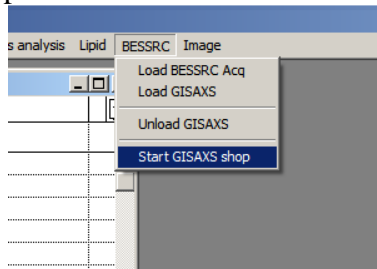 s analysis Lipid BESSRC Image
Load BESSRC Acq
Load GISAXS
Unload GISAXS
Start GISAXS shop